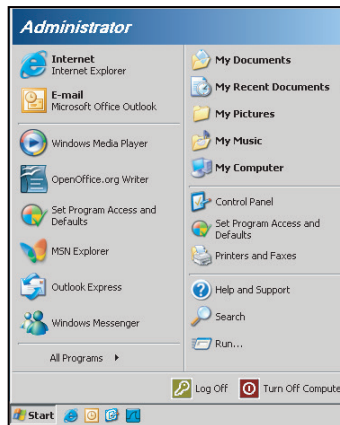 Administrator
Internet
Internet Explorer
E-mail
Microsoft Office Outlook
Windows Media Player
OpenOffice.org Writer
Set Program Access and
Defaults
MSN Explorer
Outlook Express
Windows Messenger
All Programs
My Documents
My Recent Documents
My Pictures
My Music
My Computer
Control Panel
Set Program Access and
Defaults
Printers and Faxes
Help and Support
Search
Run...
Log Off
Turn Off Compute
Start